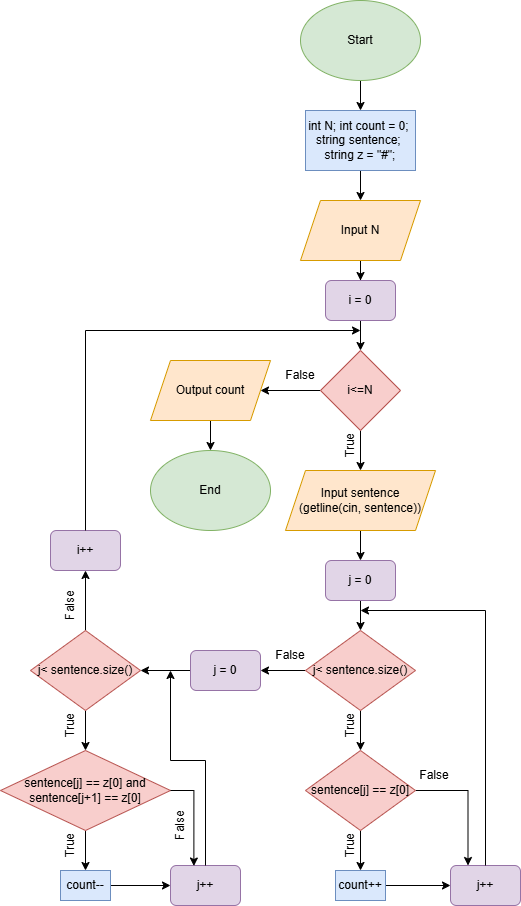 Start
int N; int count = 0;
string sentence;
string z = "#";
Input N
i = 0
i<=N
False
True
Output count
End
Input sentence
(getline(cin, sentence))
j = 0
j< sentence.size()
False
True
sentence[j] == z[0]
False
True
count++
j++
j = 0
j< sentence.size()
False
True
sentence[j] == z[0] and
sentence[j+1] == z[0]
False
True
count--
j++
i++